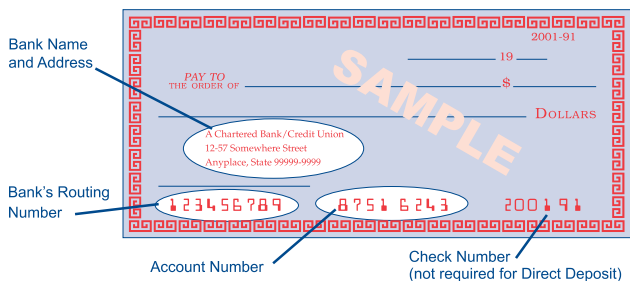 Bank Name
and Address
2001-91
19
PAY TO
THE ORDER OF
$
DOLLARS
SAMPLE
A Chartered Bank/Credit Union
12-57 Somewhere Street
Anyplace, State 99999-9999
Bank's Routing
Number
123456789
8751 6243
200191
Account Number
Check Number
(not required for Direct Deposit)